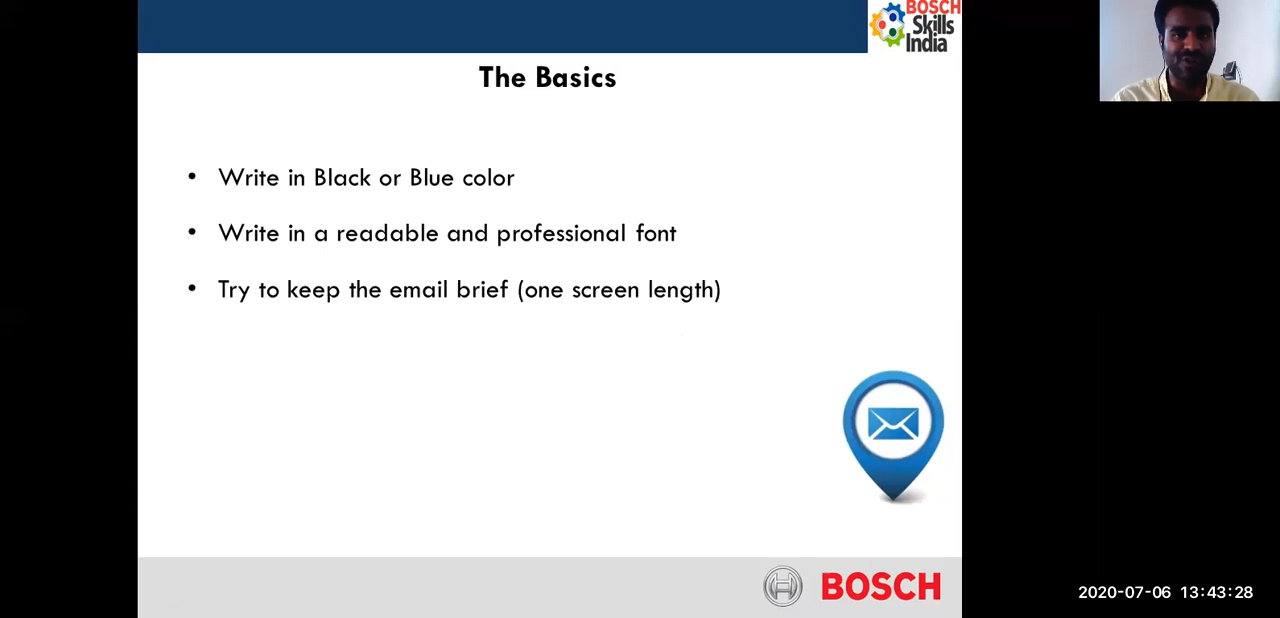 BOSCH
Skills
India
The Basics
• Write in Black or Blue color
• Write in a readable and professional font
• Try to keep the email brief (one screen length)
BOSCH
2020-07-06 13:43:28